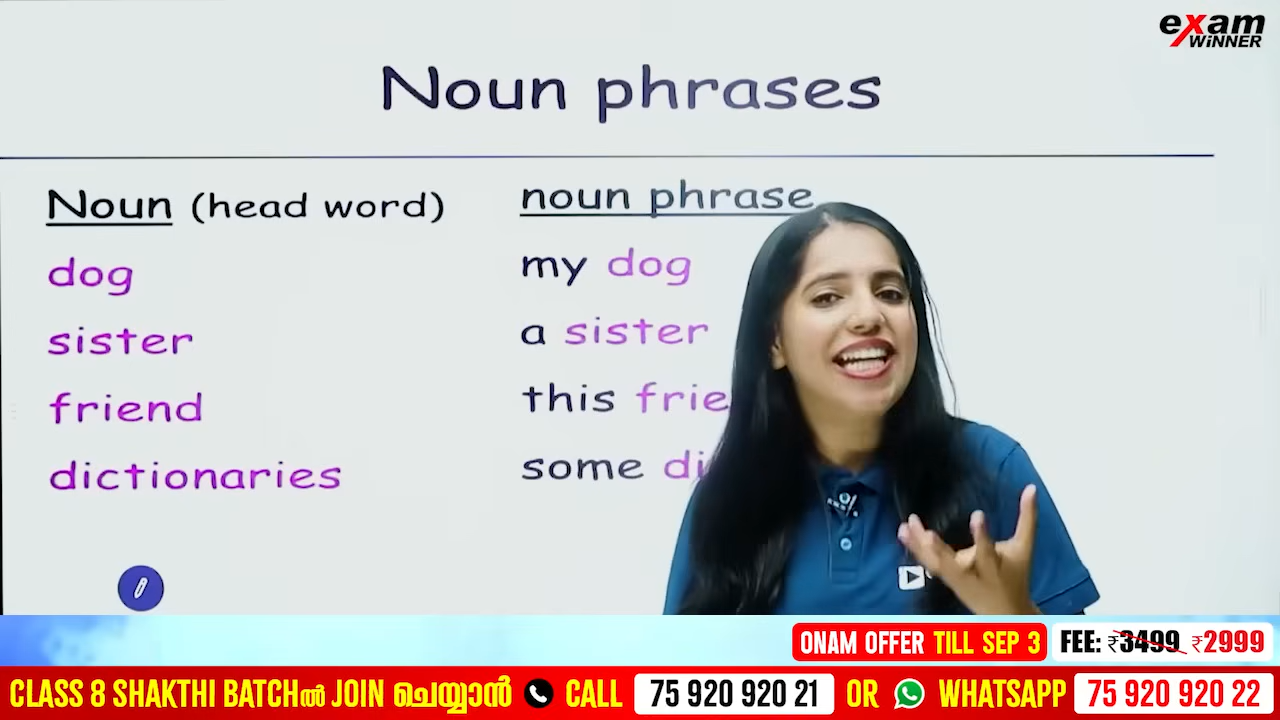 exam
WiNNER
Noun phrases
Noun (head word)
noun phrase
dog
my dog
sister
a sister
friend
this
dictionaries
some
ONAM OFFER TILL SEP 3
FEE: ₹3499 ₹2999
CLASS 8 SHAKTHI BATCHൽ JOIN ചെയ്യാൻ CALL 75 920 920 21 OR WHATSAPP 75 920 920 22